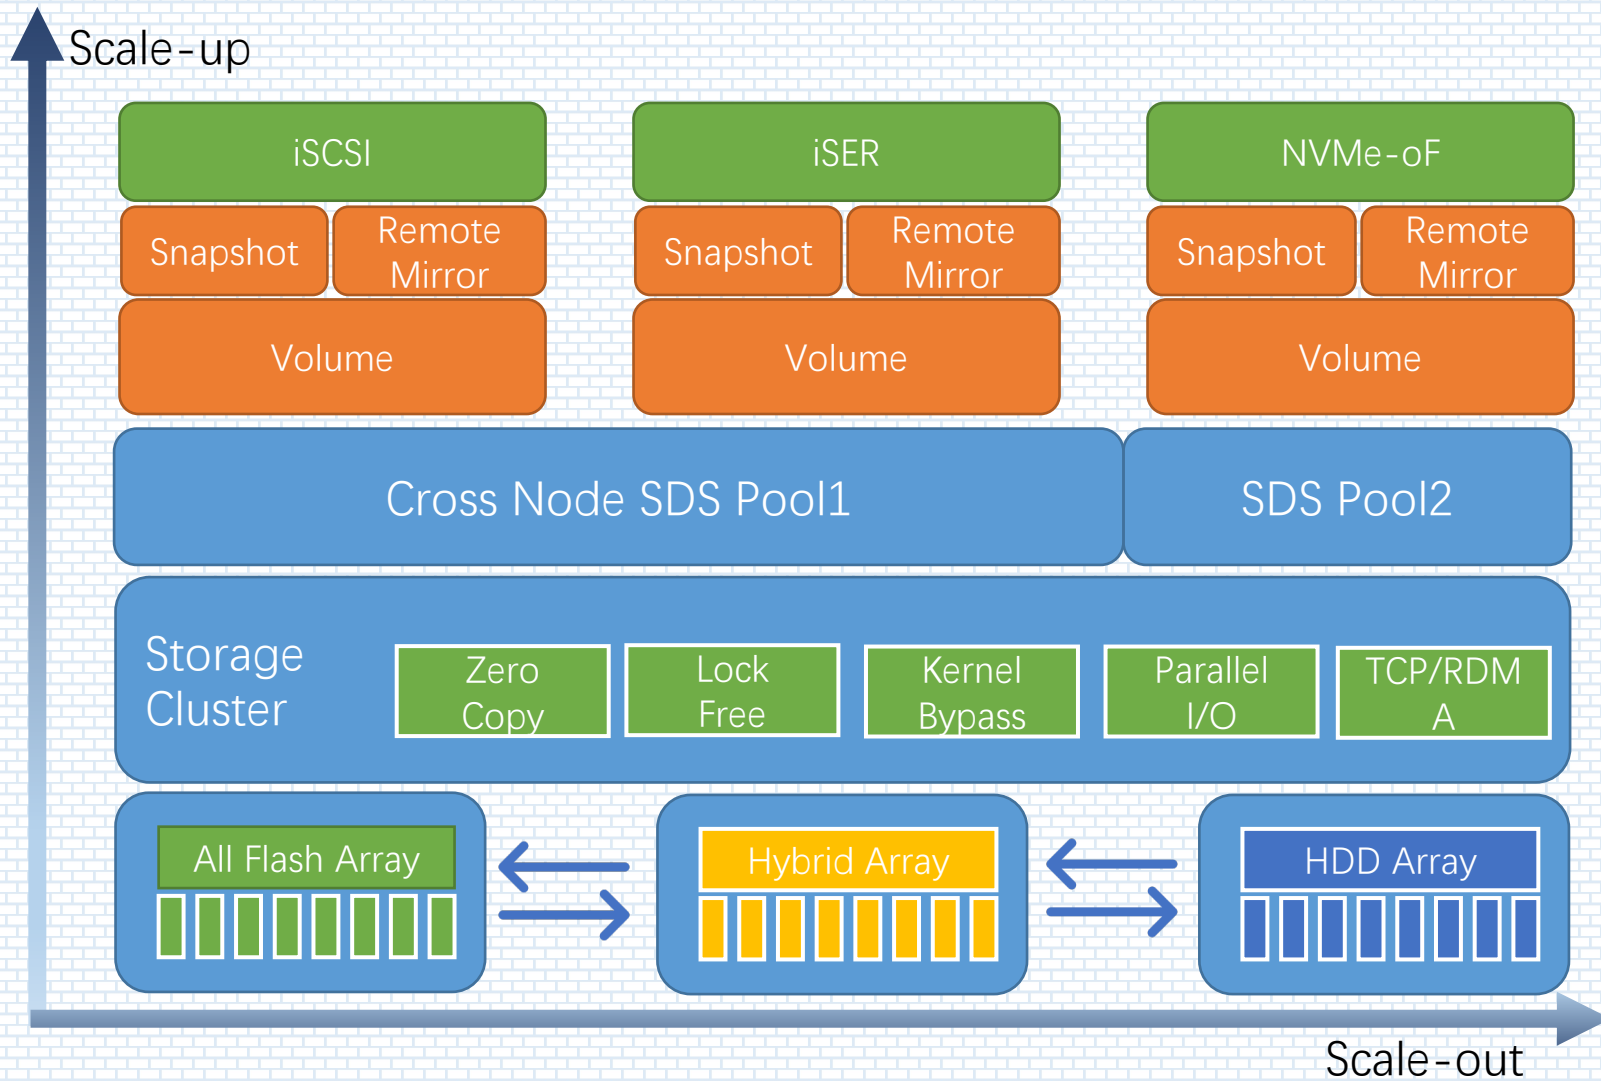 Scale-up
iSCSI
iSER
NVMe-oF
Snapshot
Remote
Mirror
Snapshot
Remote
Mirror
Snapshot
Remote
Mirror
Volume
Volume
Volume
Cross Node SDS Pool1
SDS Pool2
Storage
Cluster
Zero
Copy
Lock
Free
Kernel
Bypass
Parallel
I/O
TCP/RDM
A
All Flash Array
Hybrid Array
HDD Array
Scale-out